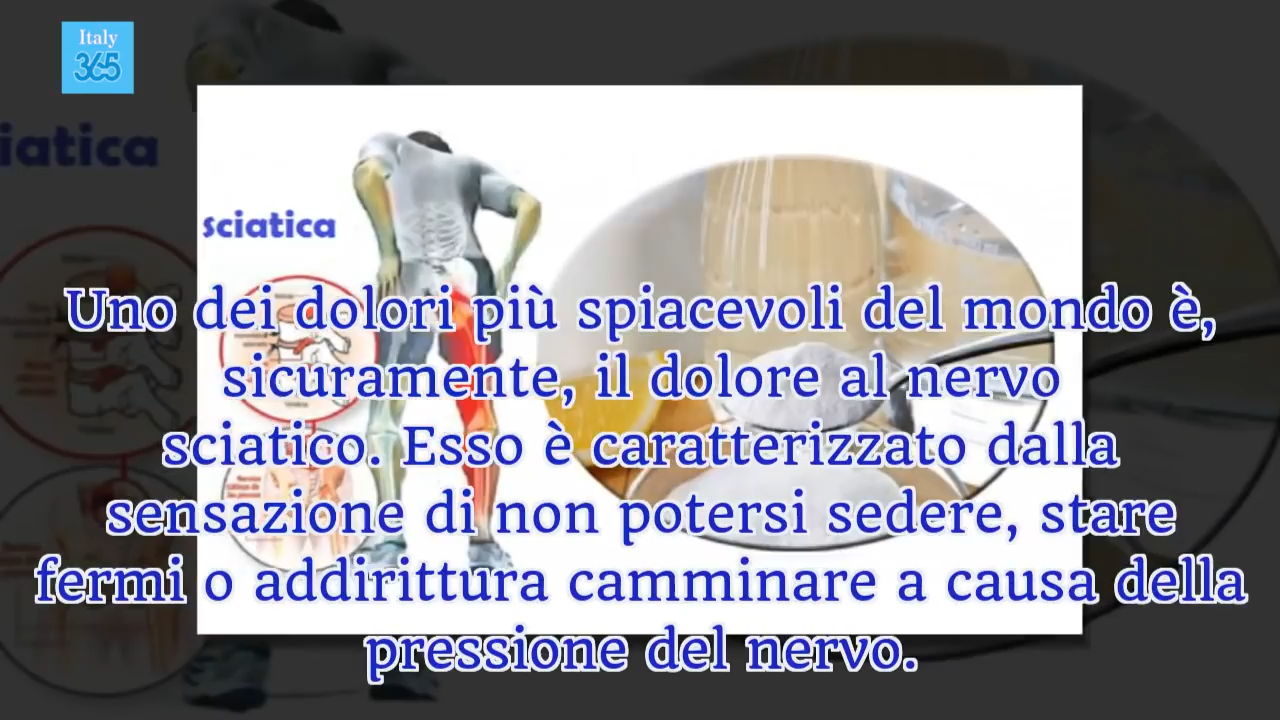 Italy
365
iatica
sciatica
Uno dei dolori più spiacevoli del mondo è,
sicuramente, il dolore al nervo
sciatico. Esso è caratterizzato dalla
sensazione di non potersi sedere, stare
fermi o addirittura camminare a causa della
pressione del nervo.